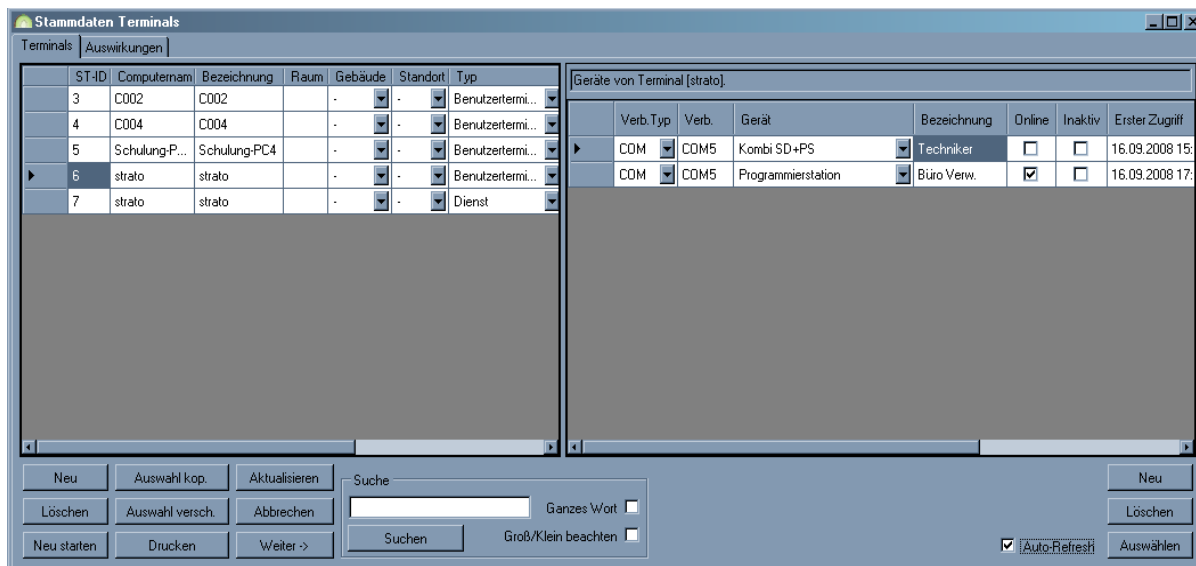 Stammdaten Terminals
Terminals Auswirkungen
ST-ID Computernam Bezeichnung Raum Gebäude Standort Typ
3 C002 C002 - - Benutzertermi...
4 C004 C004 - - Benutzertermi...
5 Schulung-P... Schulung-PC4 - - Benutzertermi...
6 strato strato - - Benutzertermi...
7 strato strato - - Dienst
Geräte von Terminal [strato].
Verb.Typ Verb. Gerät Bezeichnung Online Inaktiv Erster Zugriff
COM COM5 Kombi SD+PS Techniker 16.09.2008 15:
COM COM5 Programmierstation Büro Verw. 16.09.2008 17:
Neu Auswahl kop. Aktualisieren
Löschen Auswahl versch. Abbrechen
Neu starten Drucken Weiter ->
Suche
Ganzes Wort
Suchen Groß/Klein beachten
Neu
Löschen
Auto-Refresh Auswählen